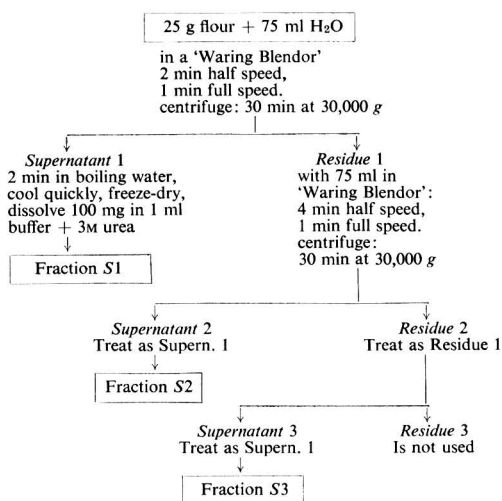 25 g flour + 75 ml H₂O
in a ‘Waring Blendor’
2 min half speed,
1 min full speed.
centrifuge: 30 min at 30,000 g
Supernatant 1
2 min in boiling water,
cool quickly, freeze-dry,
dissolve 100 mg in 1 ml
buffer + 3M urea
Fraction S1
Residue 1
with 75 ml in
‘Waring Blendor’:
4 min half speed,
1 min full speed.
centrifuge:
30 min at 30,000 g
Supernatant 2
Treat as Supern. 1
Fraction S2
Residue 2
Treat as Residue 1
Supernatant 3
Treat as Supern. 1
Fraction S3
Residue 3
Is not used